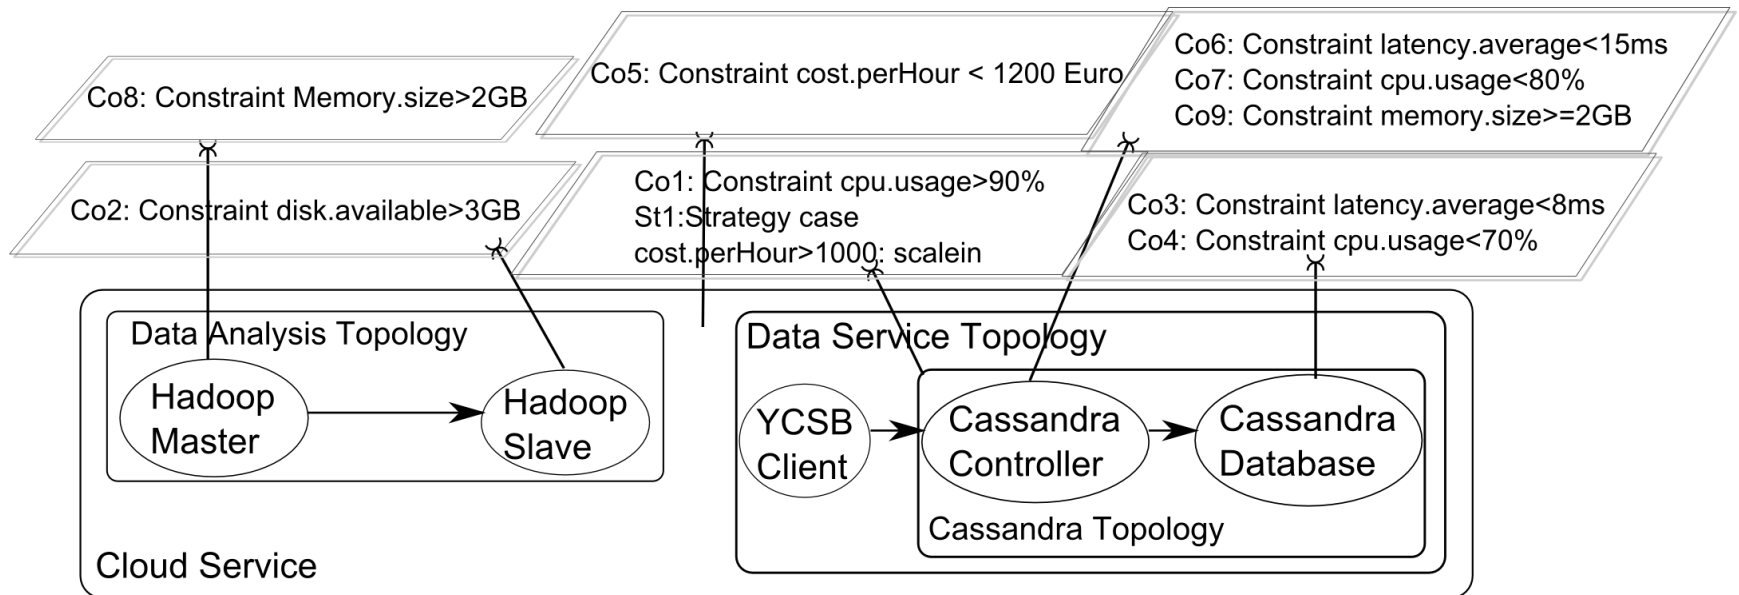 Co8: Constraint Memory.size>2GB
Co5: Constraint cost.perHour < 1200 Euro
Co6: Constraint latency.average<15ms
Co7: Constraint cpu.usage<80%
Co9: Constraint memory.size>=2GB
Co2: Constraint disk.available>3GB
Co1: Constraint cpu.usage>90%
St1:Strategy case
cost.perHour>1000: scalein
Co3: Constraint latency.average<8ms
Co4: Constraint cpu.usage<70%
Data Analysis Topology
Hadoop
Master
Hadoop
Slave
Data Service Topology
YCSB
Client
Cassandra
Controller
Cassandra
Database
Cassandra Topology
Cloud Service